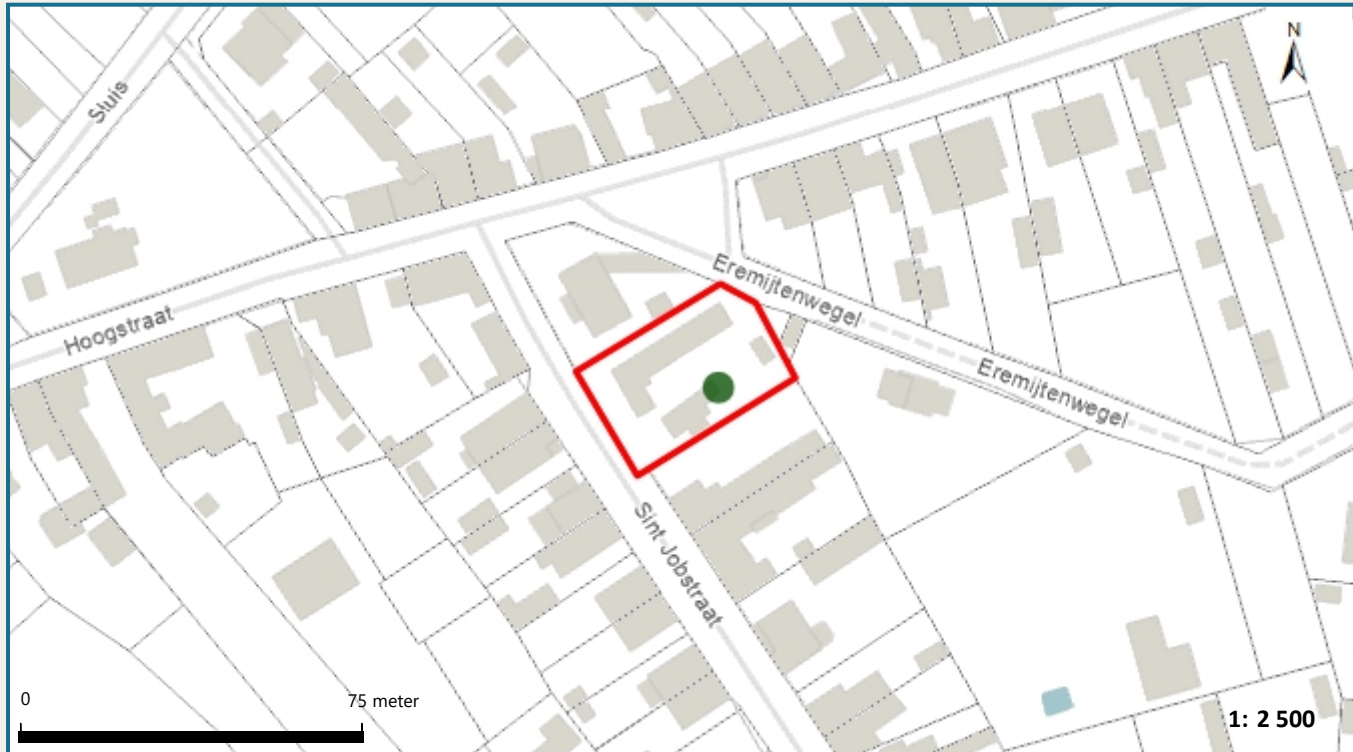 N
Sluis
Hoogstraat
Eremijtenwegel
Eremijtenwegel
Sint Jobstraat
0
75 meter
1: 2 500